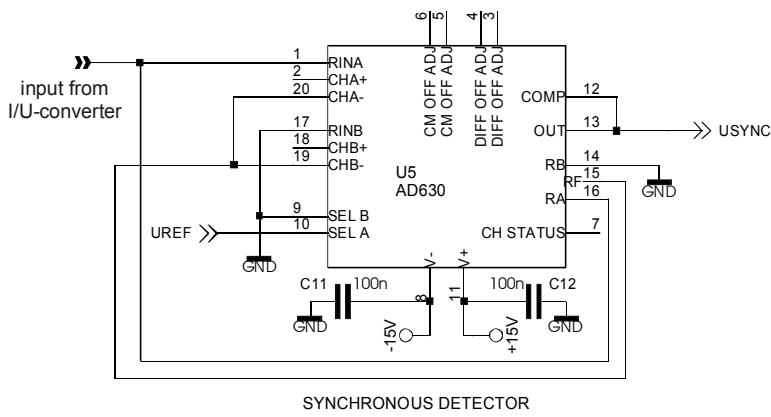 6 5 4 3
CM OFF ADJ
CM OFF ADJ
DIFF OFF ADJ
DIFF OFF ADJ
input from
I/U-converter
1 RINA
2 CHA+
20 CHA-
17 RINB
18 CHB+
19 CHB-
9 SEL B
10 SEL A
UREF
GND
U5
AD630
COMP 12
OUT 13
USYNC
RB 14
RF 15
RA 16
GND
CH STATUS 7
V- V+
8 11
C11 100n
GND
-15V
100n C12
GND
+15V
SYNCHRONOUS DETECTOR